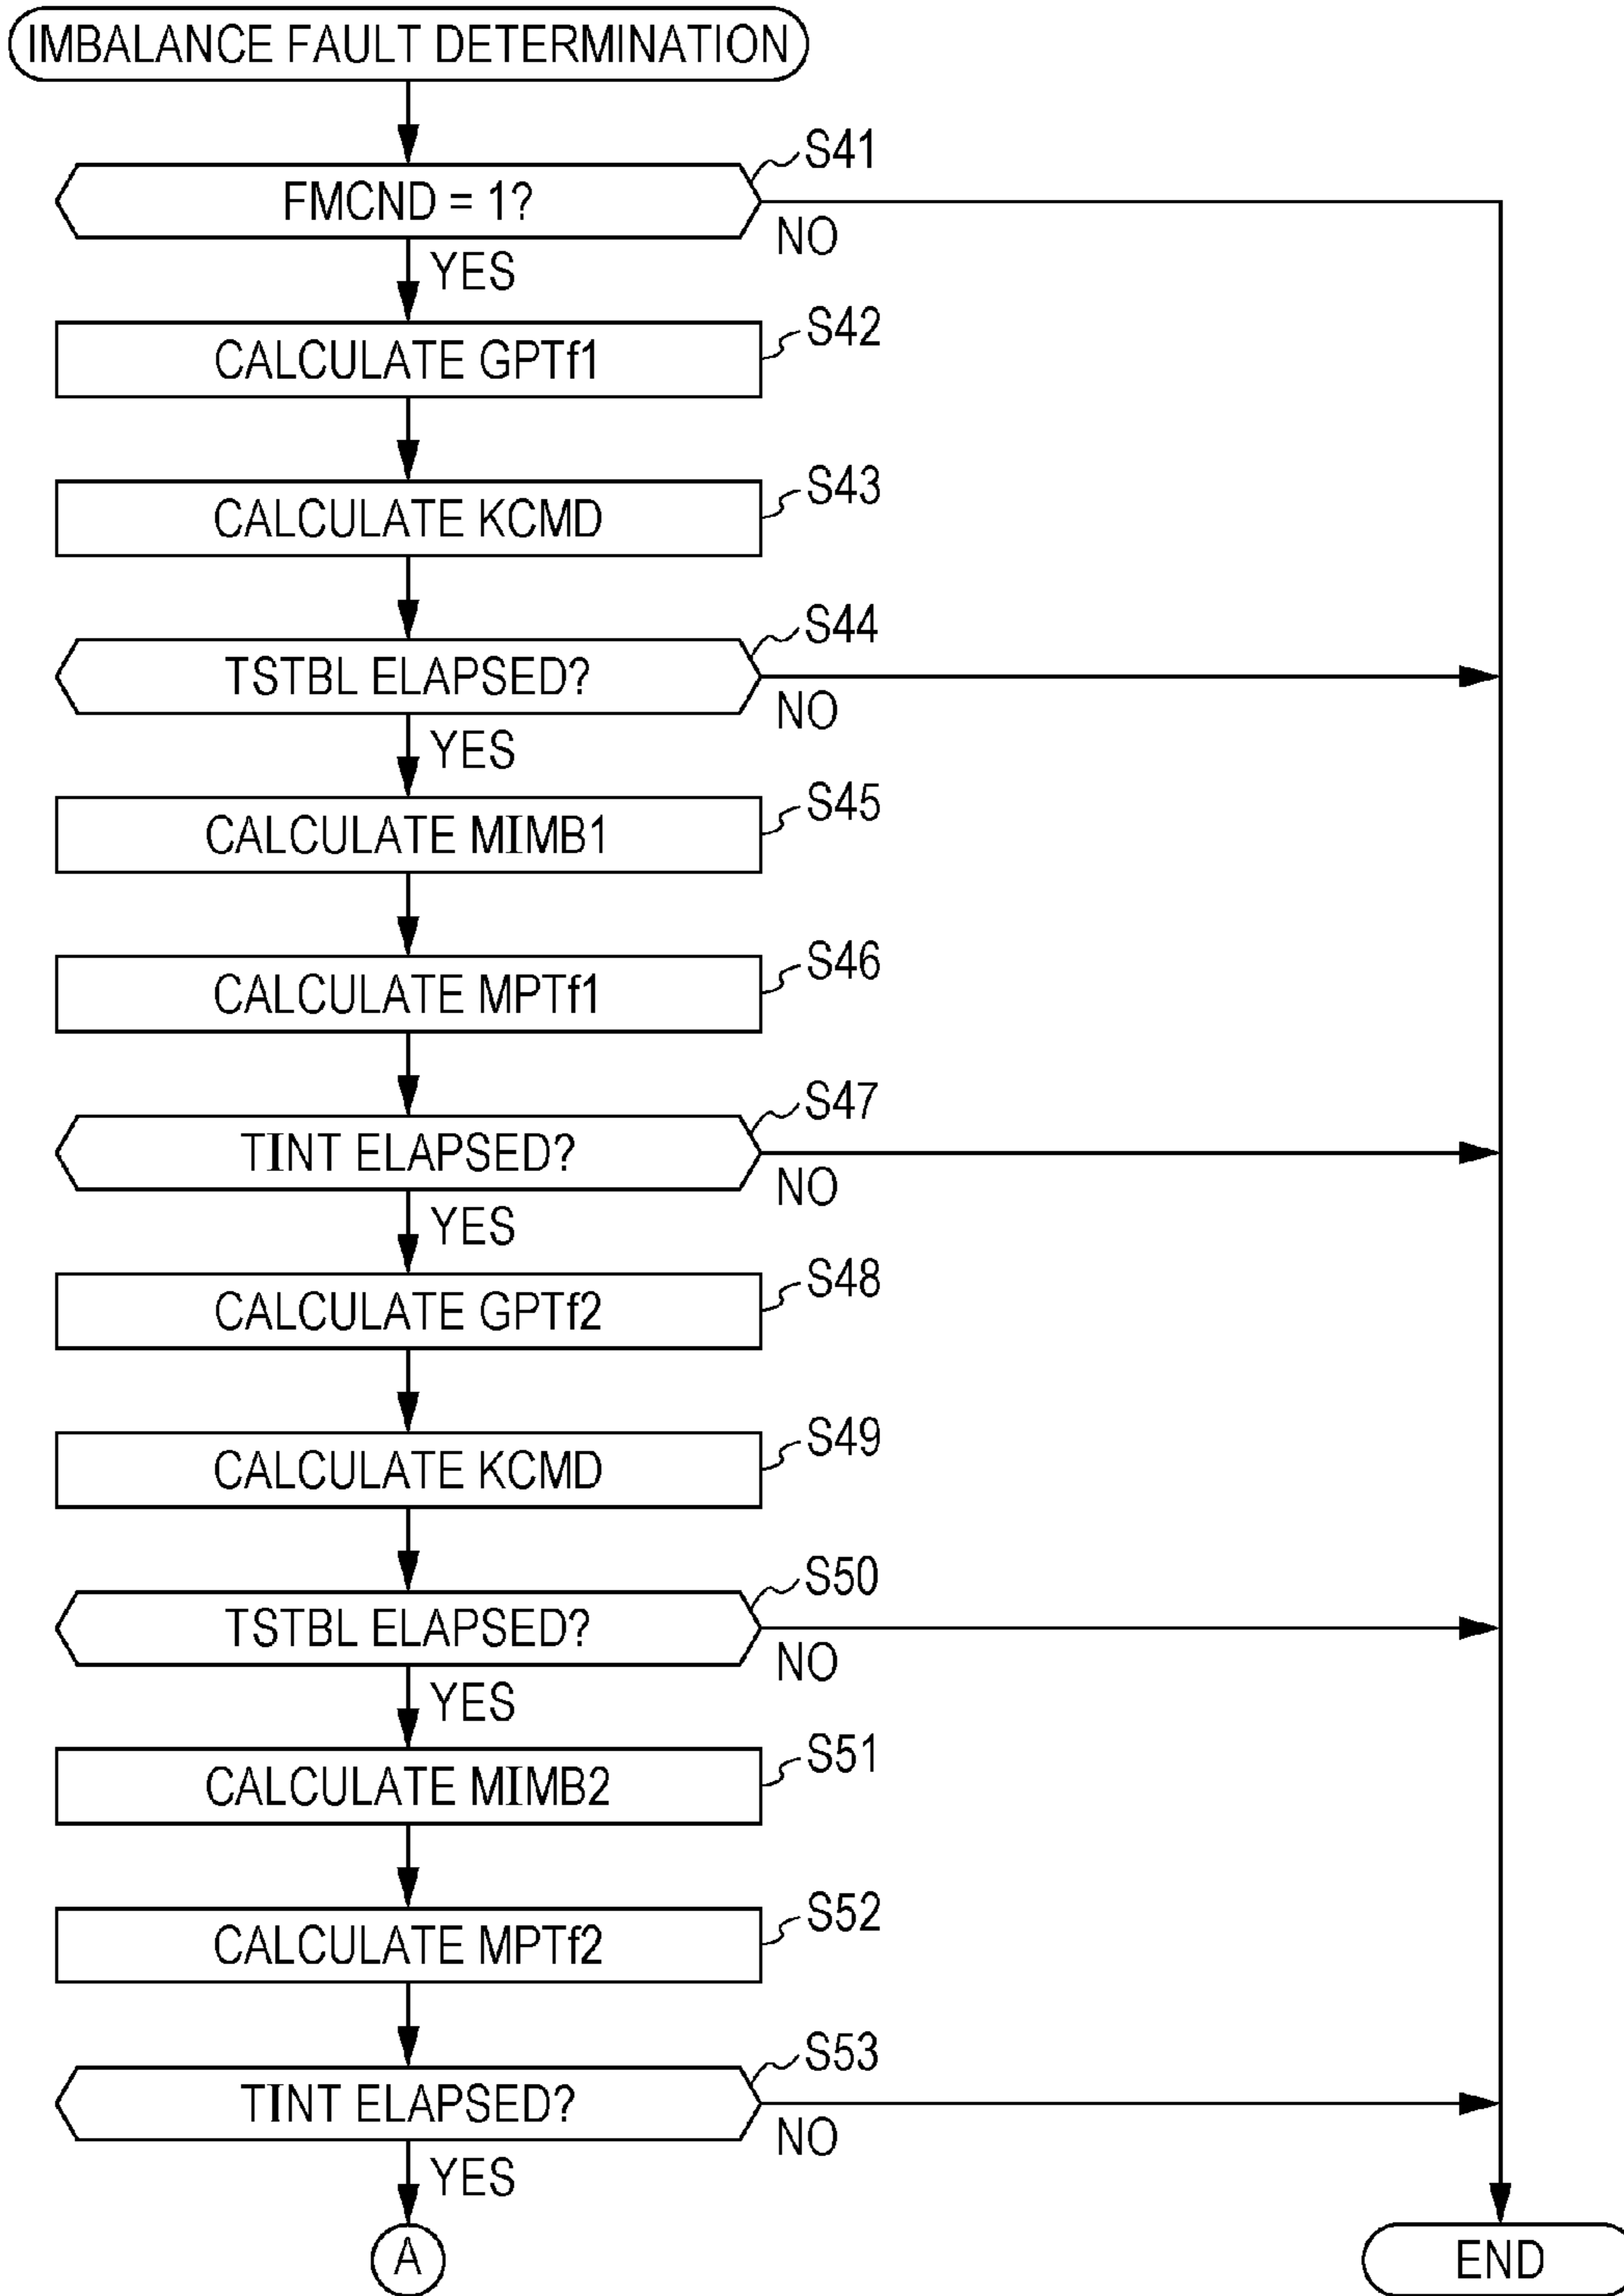 IMBALANCE FAULT DETERMINATION
S41
FMCND = 1?
NO
YES
S42
CALCULATE GPTf1
S43
CALCULATE KCMD
S44
TSTBL ELAPSED?
NO
YES
S45
CALCULATE MIMB1
S46
CALCULATE MPTf1
S47
TINT ELAPSED?
NO
YES
S48
CALCULATE GPTf2
S49
CALCULATE KCMD
S50
TSTBL ELAPSED?
NO
YES
S51
CALCULATE MIMB2
S52
CALCULATE MPTf2
S53
TINT ELAPSED?
NO
YES
A
END